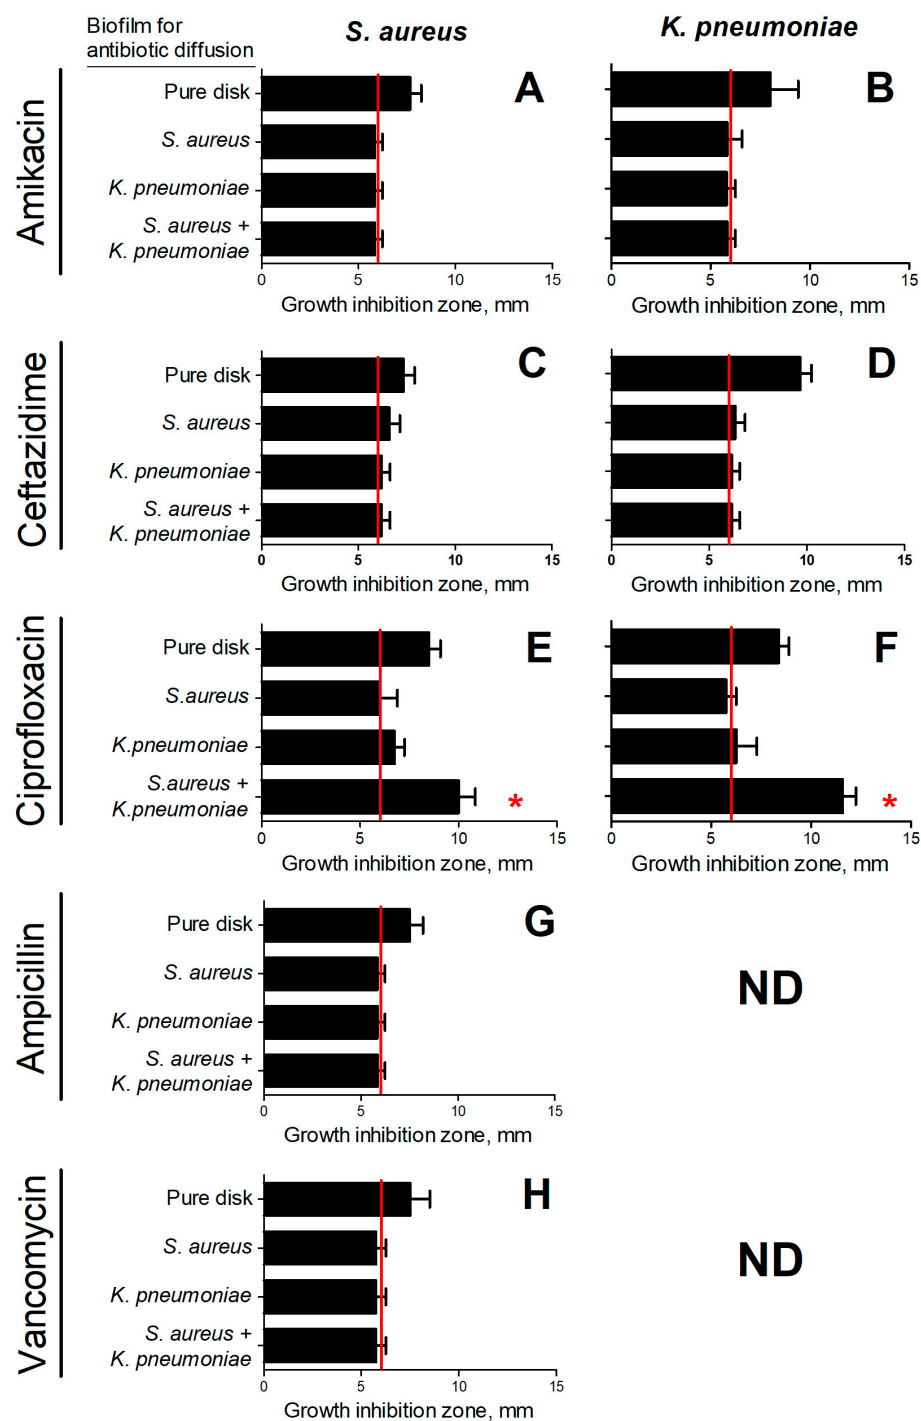 Biofilm for
antibiotic diffusion
S. aureus
K. pneumoniae
Amikacin
Pure disk
S. aureus
K. pneumoniae
S. aureus +
K. pneumoniae
A
0 5 10 15
Growth inhibition zone, mm
B
0 5 10 15
Growth inhibition zone, mm
Ceftazidime
Pure disk
S. aureus
K. pneumoniae
S. aureus +
K. pneumoniae
C
0 5 10 15
Growth inhibition zone, mm
D
0 5 10 15
Growth inhibition zone, mm
Ciprofloxacin
Pure disk
S.aureus
K.pneumoniae
S.aureus +
K.pneumoniae
E
*
0 5 10 15
Growth inhibition zone, mm
F
*
0 5 10 15
Growth inhibition zone, mm
Ampicillin
Pure disk
S. aureus
K. pneumoniae
S. aureus +
K. pneumoniae
G
0 5 10 15
Growth inhibition zone, mm
ND
Vancomycin
Pure disk
S. aureus
K. pneumoniae
S. aureus +
K. pneumoniae
H
0 5 10 15
Growth inhibition zone, mm
ND